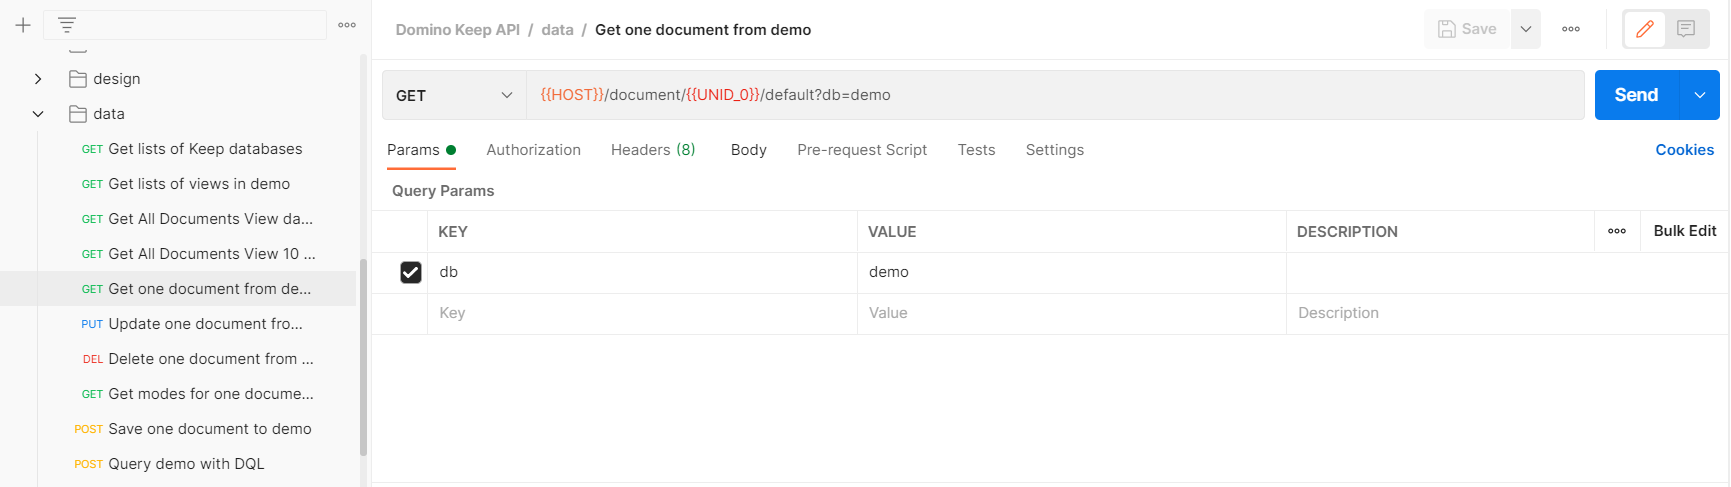 Domino Keep API / data / Get one document from demo
Save
design
data
GET Get lists of Keep databases
GET Get lists of views in demo
GET Get All Documents View da...
GET Get All Documents View 10 ...
GET Get one document from de...
PUT Update one document fro...
DEL Delete one document from ...
GET Get modes for one docume...
POST Save one document to demo
POST Query demo with DQL
GET {{HOST}}/document/{{UNID_0}}/default?db=demo
Send
Params Authorization Headers (8) Body Pre-request Script Tests Settings Cookies
Query Params
KEY VALUE DESCRIPTION Bulk Edit
db demo
Key Value Description